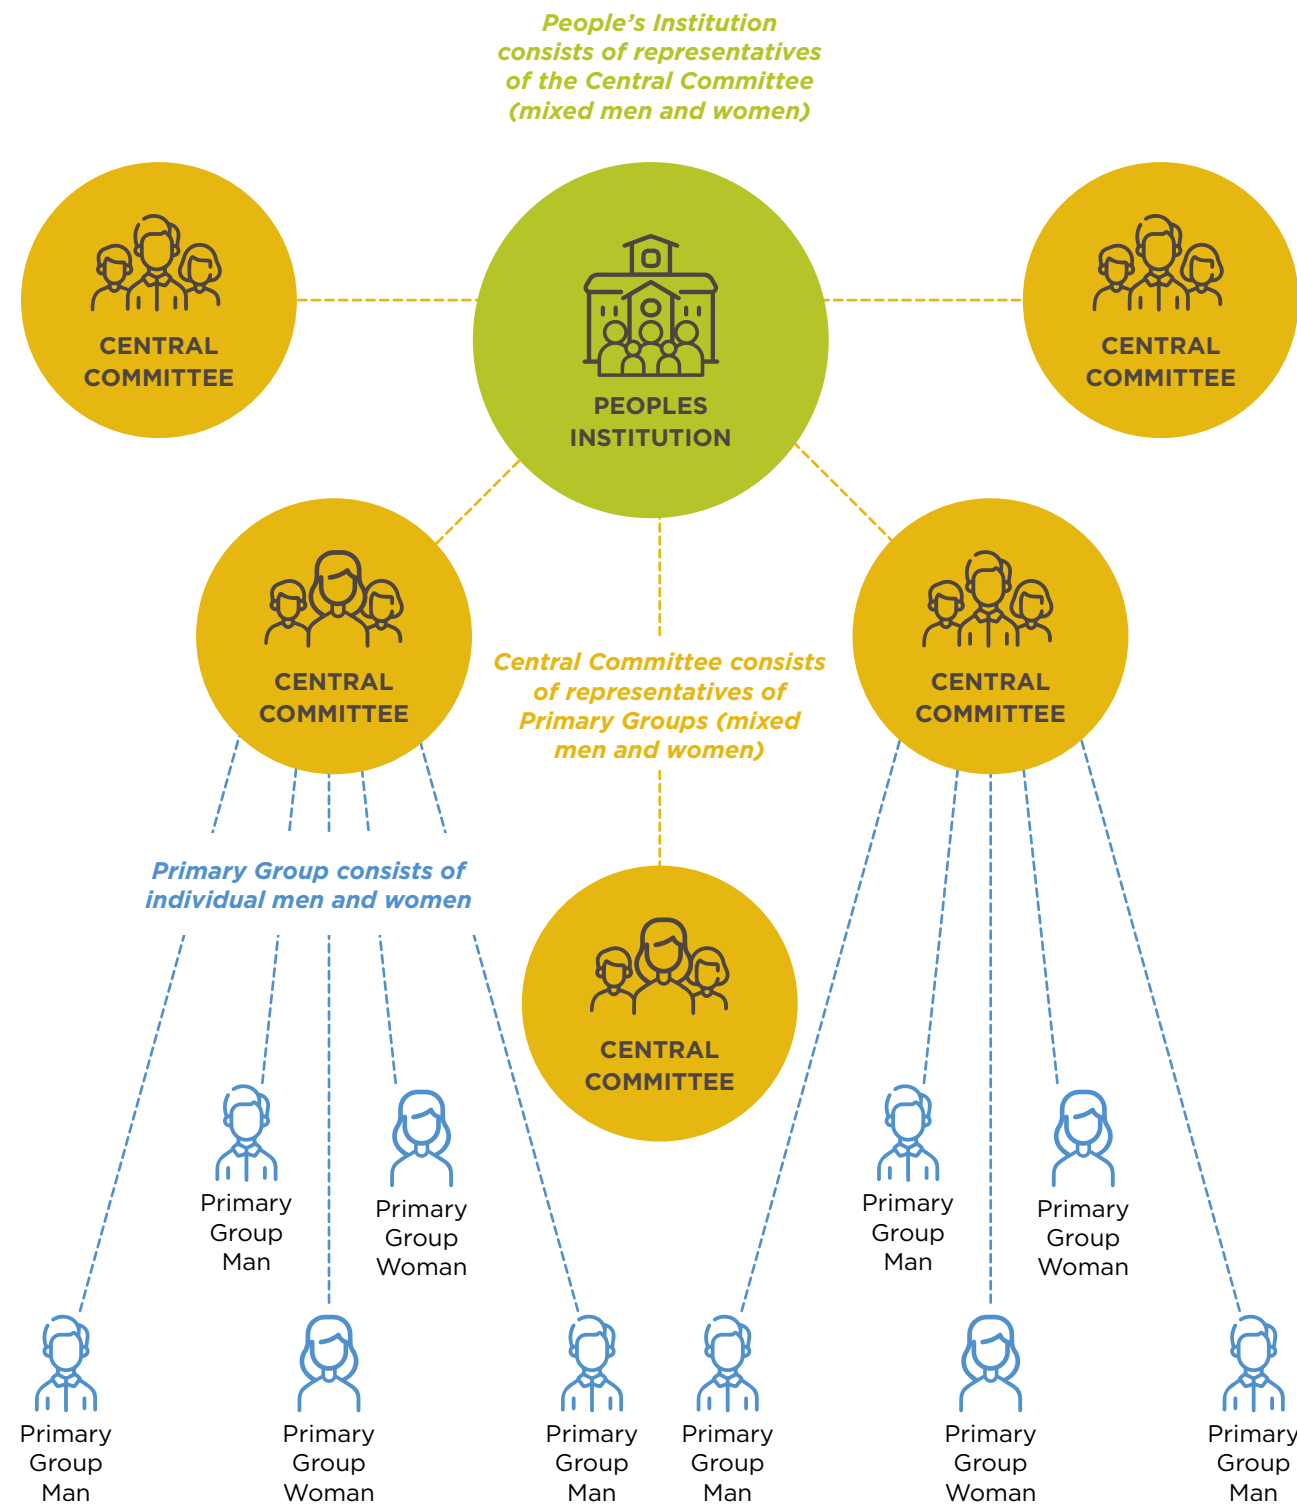 People’s Institution
consists of representatives
of the Central Committee
(mixed men and women)
CENTRAL
COMMITTEE
PEOPLES
INSTITUTION
CENTRAL
COMMITTEE
CENTRAL
COMMITTEE
Central Committee consists
of representatives of
Primary Groups (mixed
men and women)
CENTRAL
COMMITTEE
Primary Group consists of
individual men and women
CENTRAL
COMMITTEE
Primary
Group
Man
Primary
Group
Woman
Primary
Group
Man
Primary
Group
Woman
Primary
Group
Man
Primary
Group
Woman
Primary
Group
Man
Primary
Group
Man
Primary
Group
Woman
Primary
Group
Man